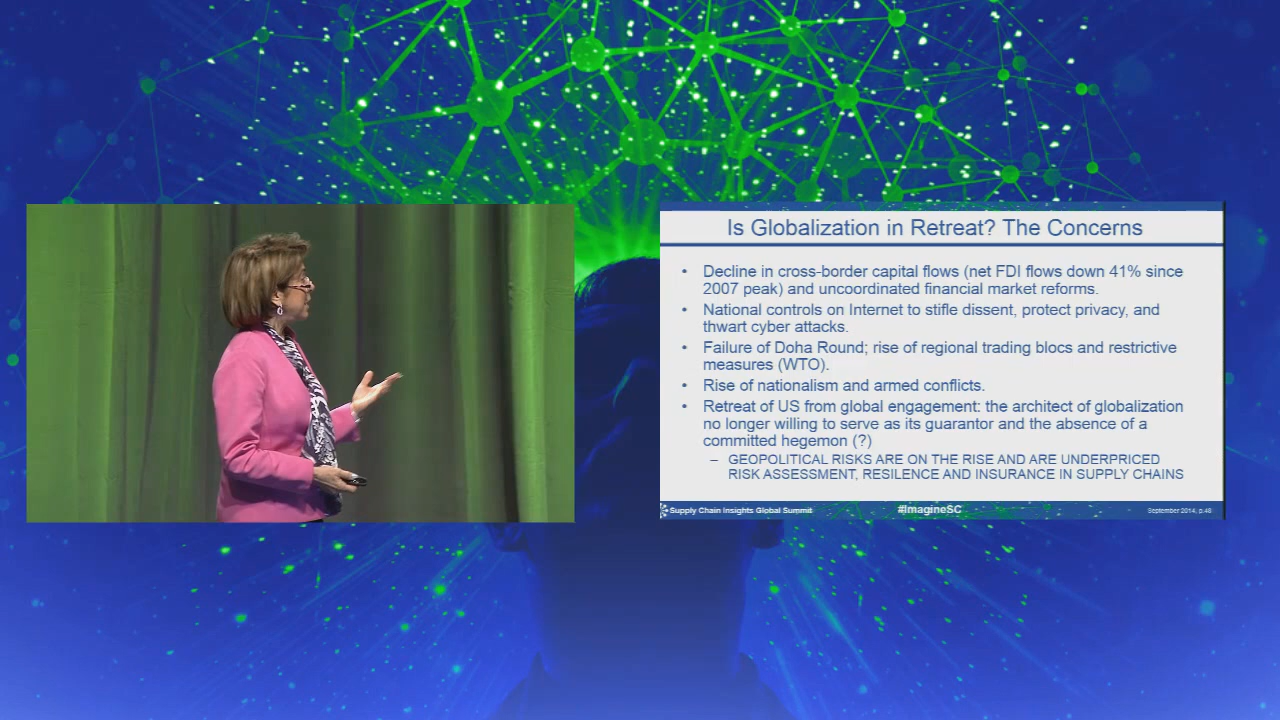 Is Globalization in Retreat? The Concerns
• Decline in cross-border capital flows (net FDI flows down 41% since
2007 peak) and uncoordinated financial market reforms.
• National controls on Internet to stifle dissent, protect privacy, and
thwart cyber attacks.
• Failure of Doha Round; rise of regional trading blocs and restrictive
measures (WTO).
• Rise of nationalism and armed conflicts.
• Retreat of US from global engagement: the architect of globalization
no longer willing to serve as its guarantor and the absence of a
committed hegemon (?)
– GEOPOLITICAL RISKS ARE ON THE RISE AND ARE UNDERPRICED
RISK ASSESSMENT, RESILENCE AND INSURANCE IN SUPPLY CHAINS
Supply Chain Insights Global Summit
#ImagineSC
September 2014, p.48